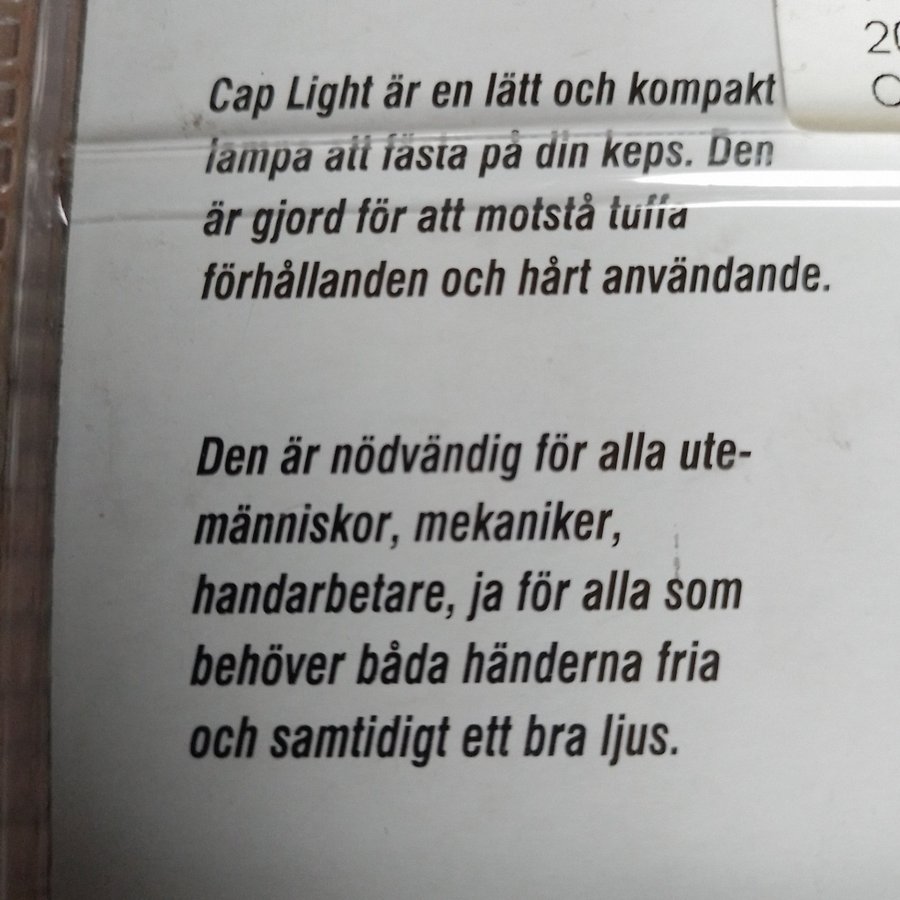 Cap Light är en lätt och kompakt
lampa att fästa på din keps. Den
är gjord för att motstå tuffa
förhållanden och hårt användande.
Den är nödvändig för alla ute-
människor, mekaniker,
handarbetare, ja för alla som
behöver båda händerna fria
och samtidigt ett bra ljus.